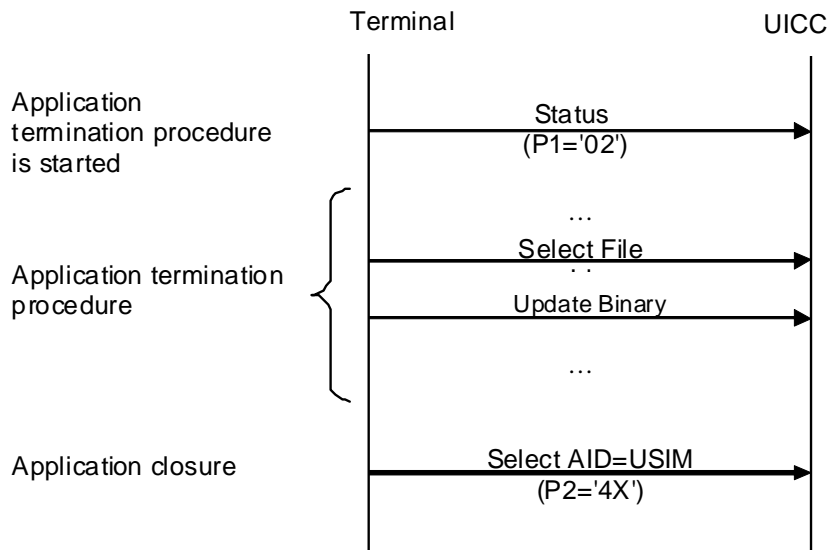 Terminal
UICC
Application
termination procedure
is started
Status
(P1='02')
...
Select File
. .
Application termination
procedure
Update Binary
...
Application closure
Select AID=USIM
(P2='4X')